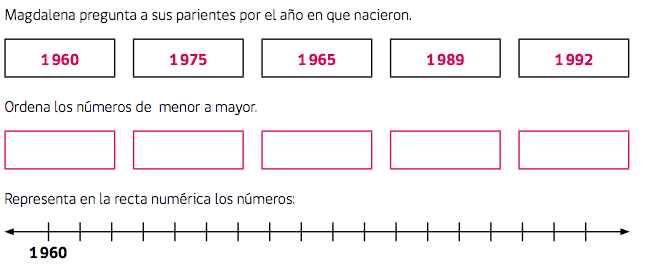 Magdalena pregunta a sus parientes por el año en que nacieron.
1960 1975 1965 1989 1992
Ordena los números de menor a mayor.
Representa en la recta numérica los números:
1960